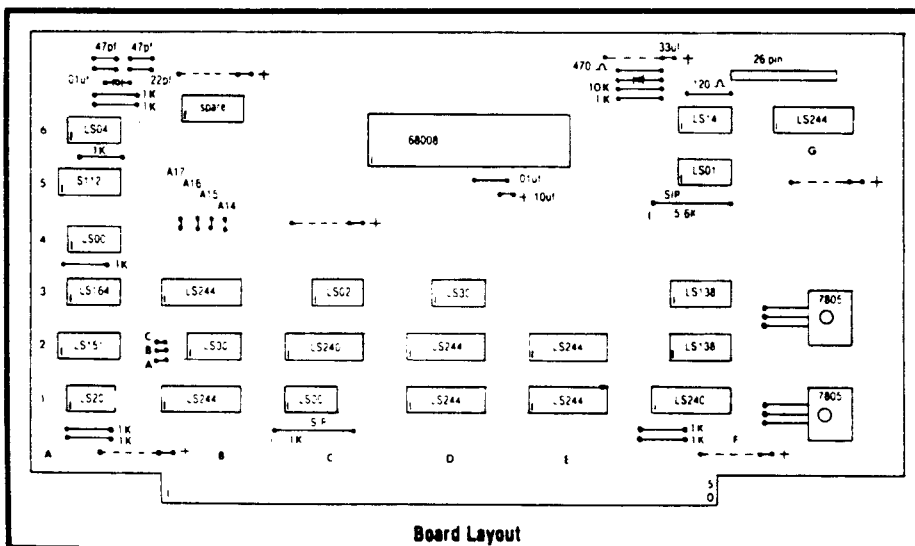 47pf 47pf
33uf
26 pin
.01uf 22pf
470 Ω
120 Ω
1K
1K
10K
1K
spare
6 LS04 68008 LS14 LS244
1K
G
5 S112 LS01
A17
A16
A15
A14
.01uf
+ 10uf
SIP
5.6K
4 LS00
1K
3 LS164 LS244 LS02 LS30 LS138
7805
2 LS151 LS240 LS244 LS244 LS138
C
B
A
1 LS20 LS244 LS244 LS244 LS240
7805
SIP
1K
1K
1K
1K
1K
A B C D E F
1 50
Board Layout